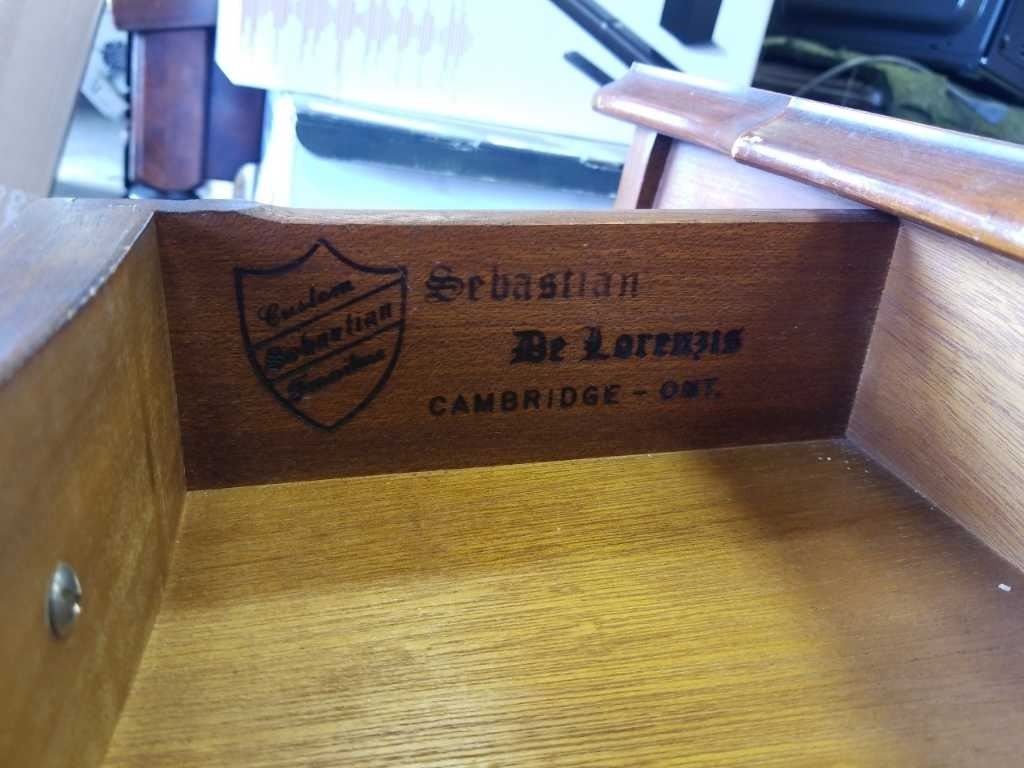 Custom
Sebastian
Furniture
Sebastian
De Lorenzis
CAMBRIDGE - ONT.